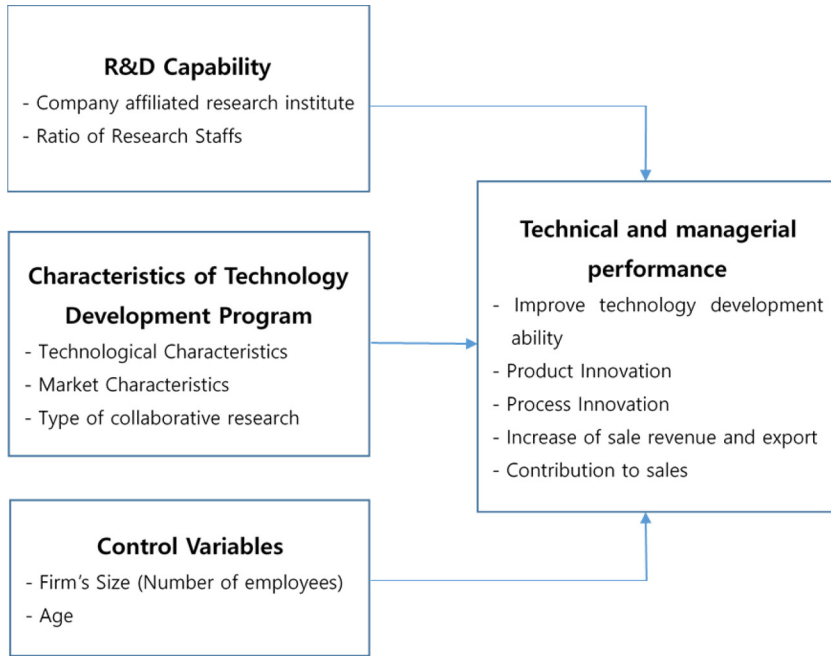 R&D Capability
- Company affiliated research institute
- Ratio of Research Staffs
Characteristics of Technology
Development Program
- Technological Characteristics
- Market Characteristics
- Type of collaborative research
Control Variables
- Firm's Size (Number of employees)
- Age
Technical and managerial
performance
- Improve technology development
ability
- Product Innovation
- Process Innovation
- Increase of sale revenue and export
- Contribution to sales